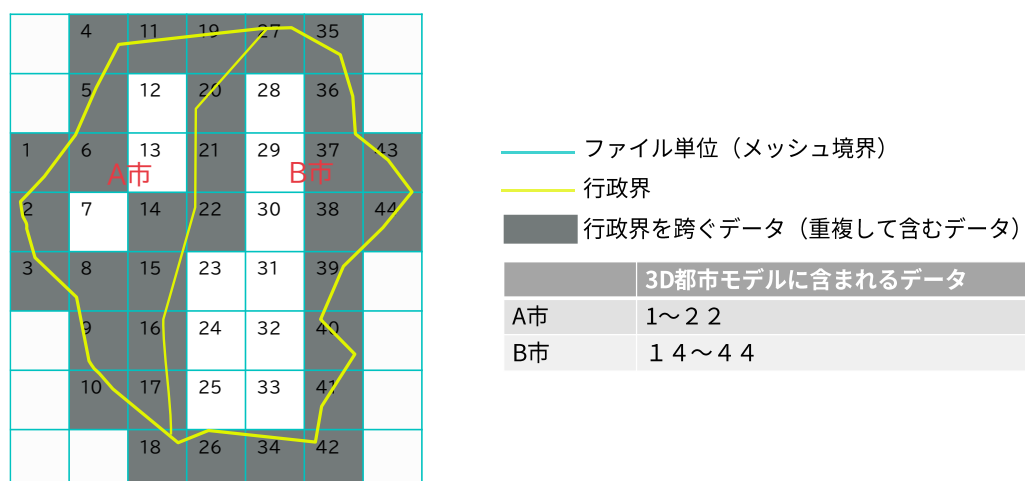 4 11 19 27 35
5 12 20 28 36
1 6 13 21 29 37 43
A市 B市
2 7 14 22 30 38 44
3 8 15 23 31 39
9 16 24 32 40
10 17 25 33 41
18 26 34 42
ファイル単位（メッシュ境界）
行政界
行政界を跨ぐデータ（重複して含むデータ）
3D都市モデルに含まれるデータ
A市 1～２２
B市 １４～４４